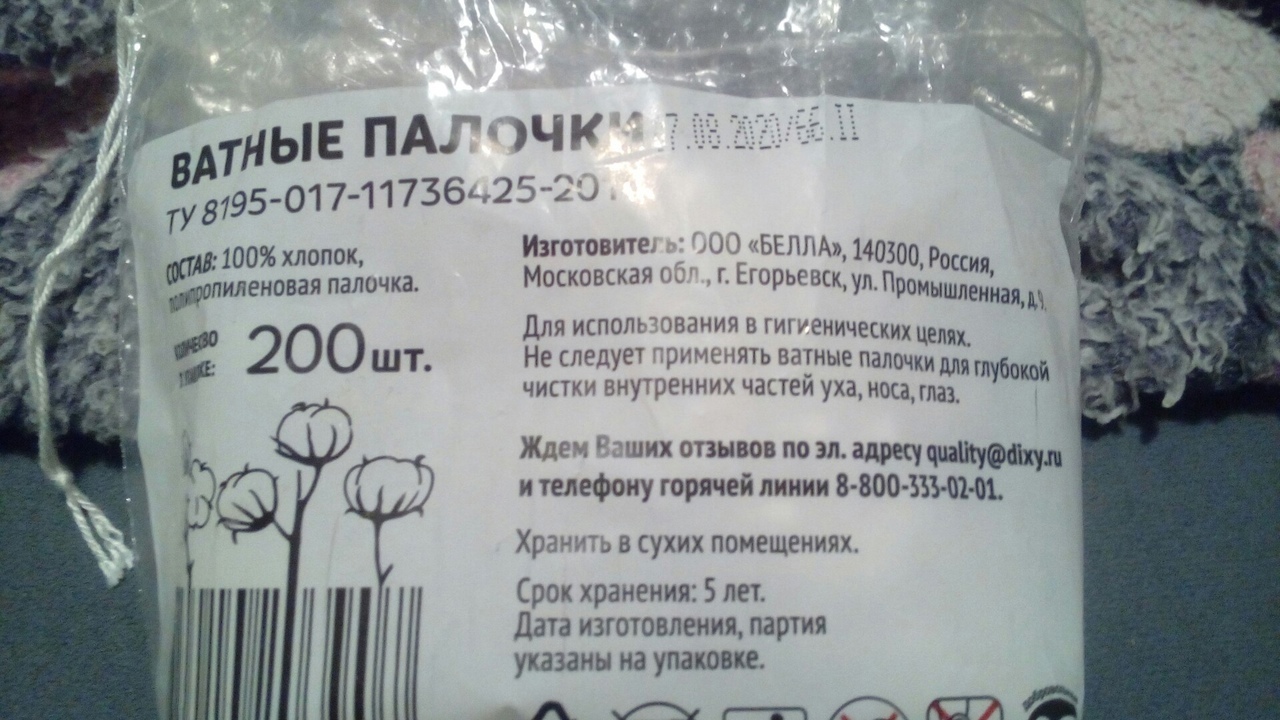 ВАТНЫЕ ПАЛОЧКИ
7.08.2020/66.II
ТУ 8195-017-11736425-201
СОСТАВ: 100% хлопок,
полипропиленовая палочка.
200 шт.
Изготовитель: ООО «БЕЛЛА», 140300, Россия,
Московская обл., г. Егорьевск, ул. Промышленная, д.9.
Для использования в гигиенических целях.
Не следует применять ватные палочки для глубокой
чистки внутренних частей уха, носа, глаз.
Ждем Ваших отзывов по эл. адресу quality@dixy.ru
и телефону горячей линии 8-800-333-02-01.
Хранить в сухих помещениях.
Срок хранения: 5 лет.
Дата изготовления, партия
указаны на упаковке.